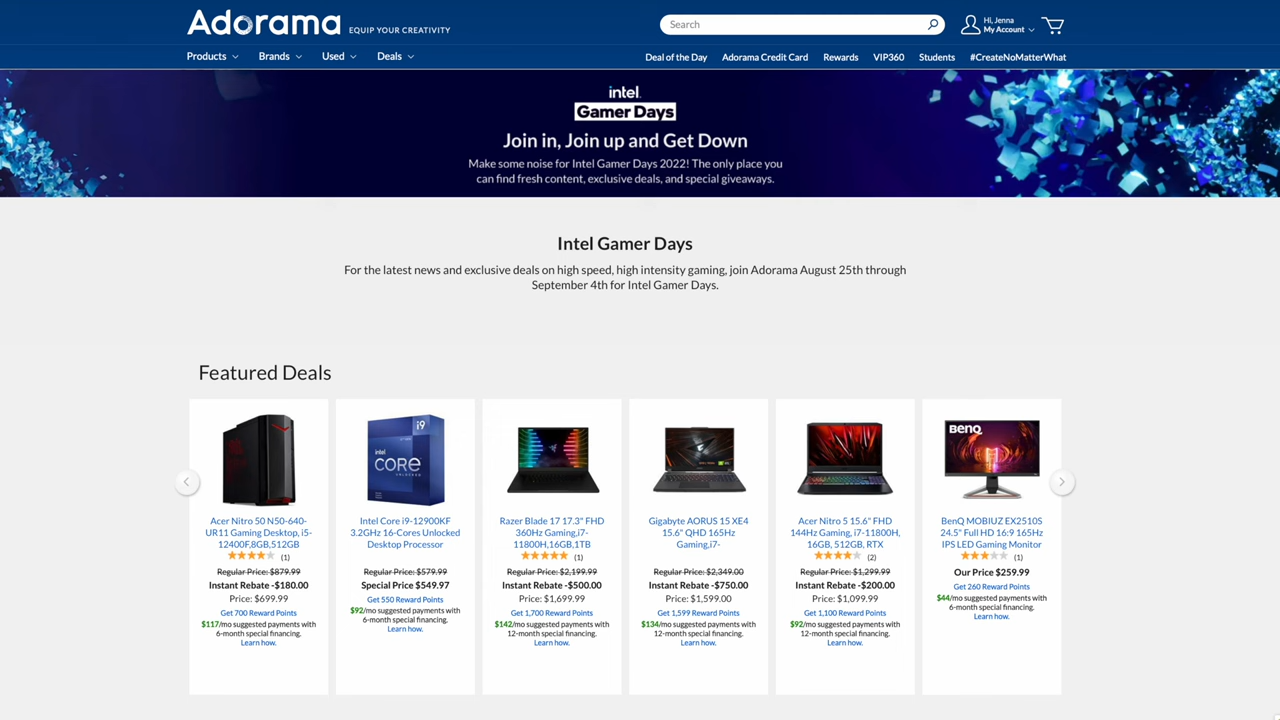 Adorama EQUIP YOUR CREATIVITY
Search
Hi, Jenna
My Account
Products
Brands
Used
Deals
Deal of the Day
Adorama Credit Card
Rewards
VIP360
Students
#CreateNoMatterWhat
intel.
Gamer Days
Join in, Join up and Get Down
Make some noise for Intel Gamer Days 2022! The only place you
can find fresh content, exclusive deals, and special giveaways.
Intel Gamer Days
For the latest news and exclusive deals on high speed, high intensity gaming, join Adorama August 25th through
September 4th for Intel Gamer Days.
Featured Deals
Acer Nitro 50 N50-640-
UR11 Gaming Desktop, i5-
12400F,8GB,512GB
(1)
Regular Price: $879.99
Instant Rebate -$180.00
Price: $699.99
Get 700 Reward Points
$117/mo suggested payments with
6-month special financing.
Learn how.
i9
intel
CORE
UNLOCKED
Intel Core i9-12900KF
3.2GHz 16-Cores Unlocked
Desktop Processor
Regular Price: $579.99
Special Price $549.97
Get 550 Reward Points
$92/mo suggested payments with
6-month special financing.
Learn how.
Razer Blade 17 17.3" FHD
360Hz Gaming,i7-
11800H,16GB,1TB
(1)
Regular Price: $2,199.99
Instant Rebate -$500.00
Price: $1,699.99
Get 1,700 Reward Points
$142/mo suggested payments with
12-month special financing.
Learn how.
Gigabyte AORUS 15 XE4
15.6" QHD 165Hz
Gaming,i7-
Regular Price: $2,349.00
Instant Rebate -$750.00
Price: $1,599.00
Get 1,599 Reward Points
$134/mo suggested payments with
12-month special financing.
Learn how.
Acer Nitro 5 15.6" FHD
144Hz Gaming, i7-11800H,
16GB, 512GB, RTX
(2)
Regular Price: $1,299.99
Instant Rebate -$200.00
Price: $1,099.99
Get 1,100 Reward Points
$92/mo suggested payments with
12-month special financing.
Learn how.
BenQ
BenQ MOBIUZ EX2510S
24.5" Full HD 16:9 165Hz
IPS LED Gaming Monitor
(1)
Our Price $259.99
Get 260 Reward Points
$44/mo suggested payments with
6-month special financing.
Learn how.